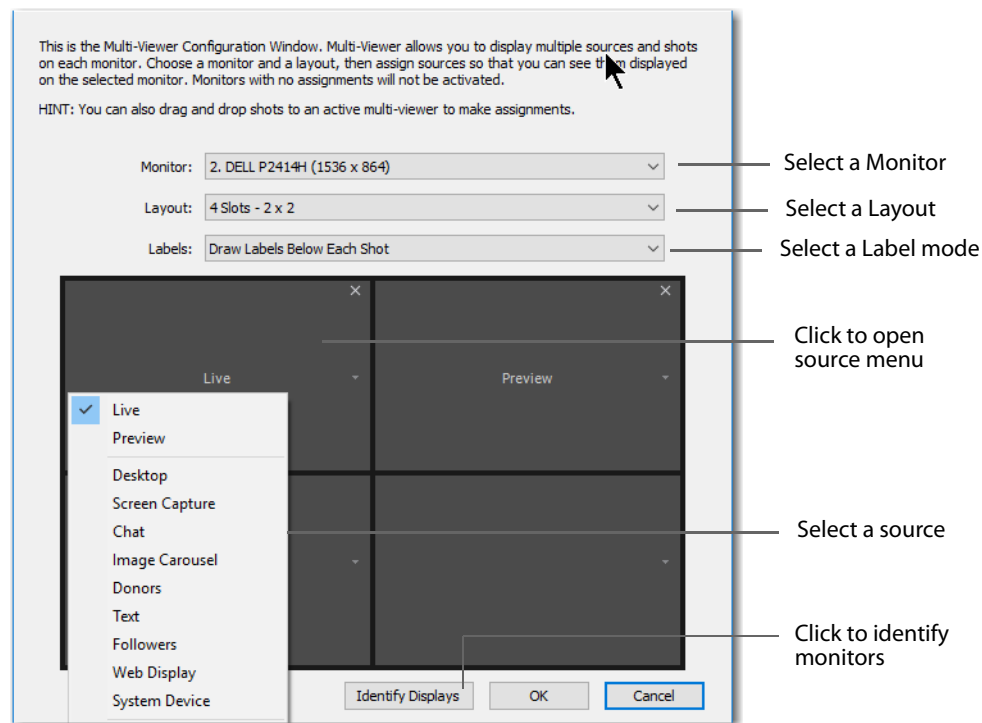 This is the Multi-Viewer Configuration Window. Multi-Viewer allows you to display multiple sources and shots
on each monitor. Choose a monitor and a layout, then assign sources so that you can see them displayed
on the selected monitor. Monitors with no assignments will not be activated.
HINT: You can also drag and drop shots to an active multi-viewer to make assignments.
Monitor: 2. DELL P2414H (1536 x 864)
Select a Monitor
Layout: 4 Slots - 2 x 2
Select a Layout
Labels: Draw Labels Below Each Shot
Select a Label mode
Click to open
source menu
Live
Preview
Live
Preview
Desktop
Screen Capture
Chat
Image Carousel
Donors
Text
Followers
Web Display
System Device
Select a source
Click to identify
monitors
Identify Displays
OK
Cancel